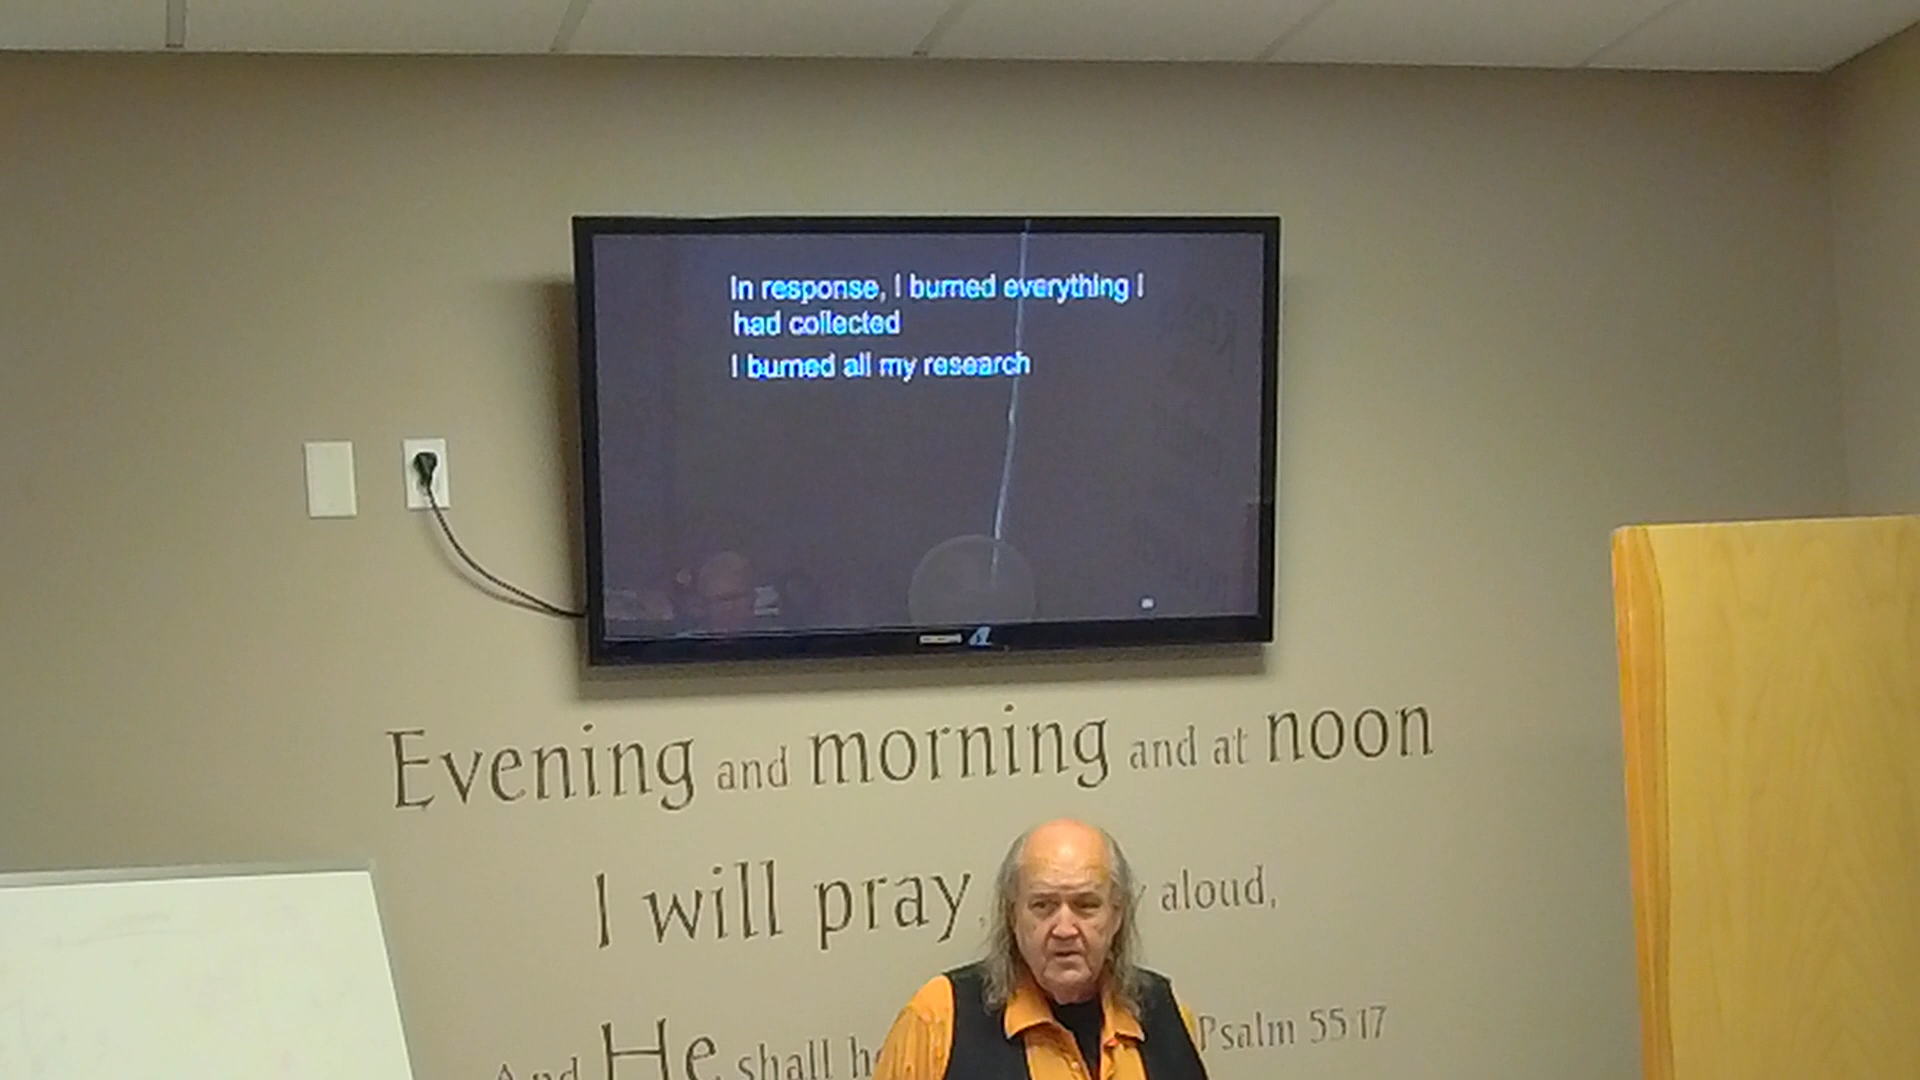 In response, I burned everything I
had collected
I burned all my research
Evening and morning and at noon
I will pray, aloud,
And He shall Psalm 55 17